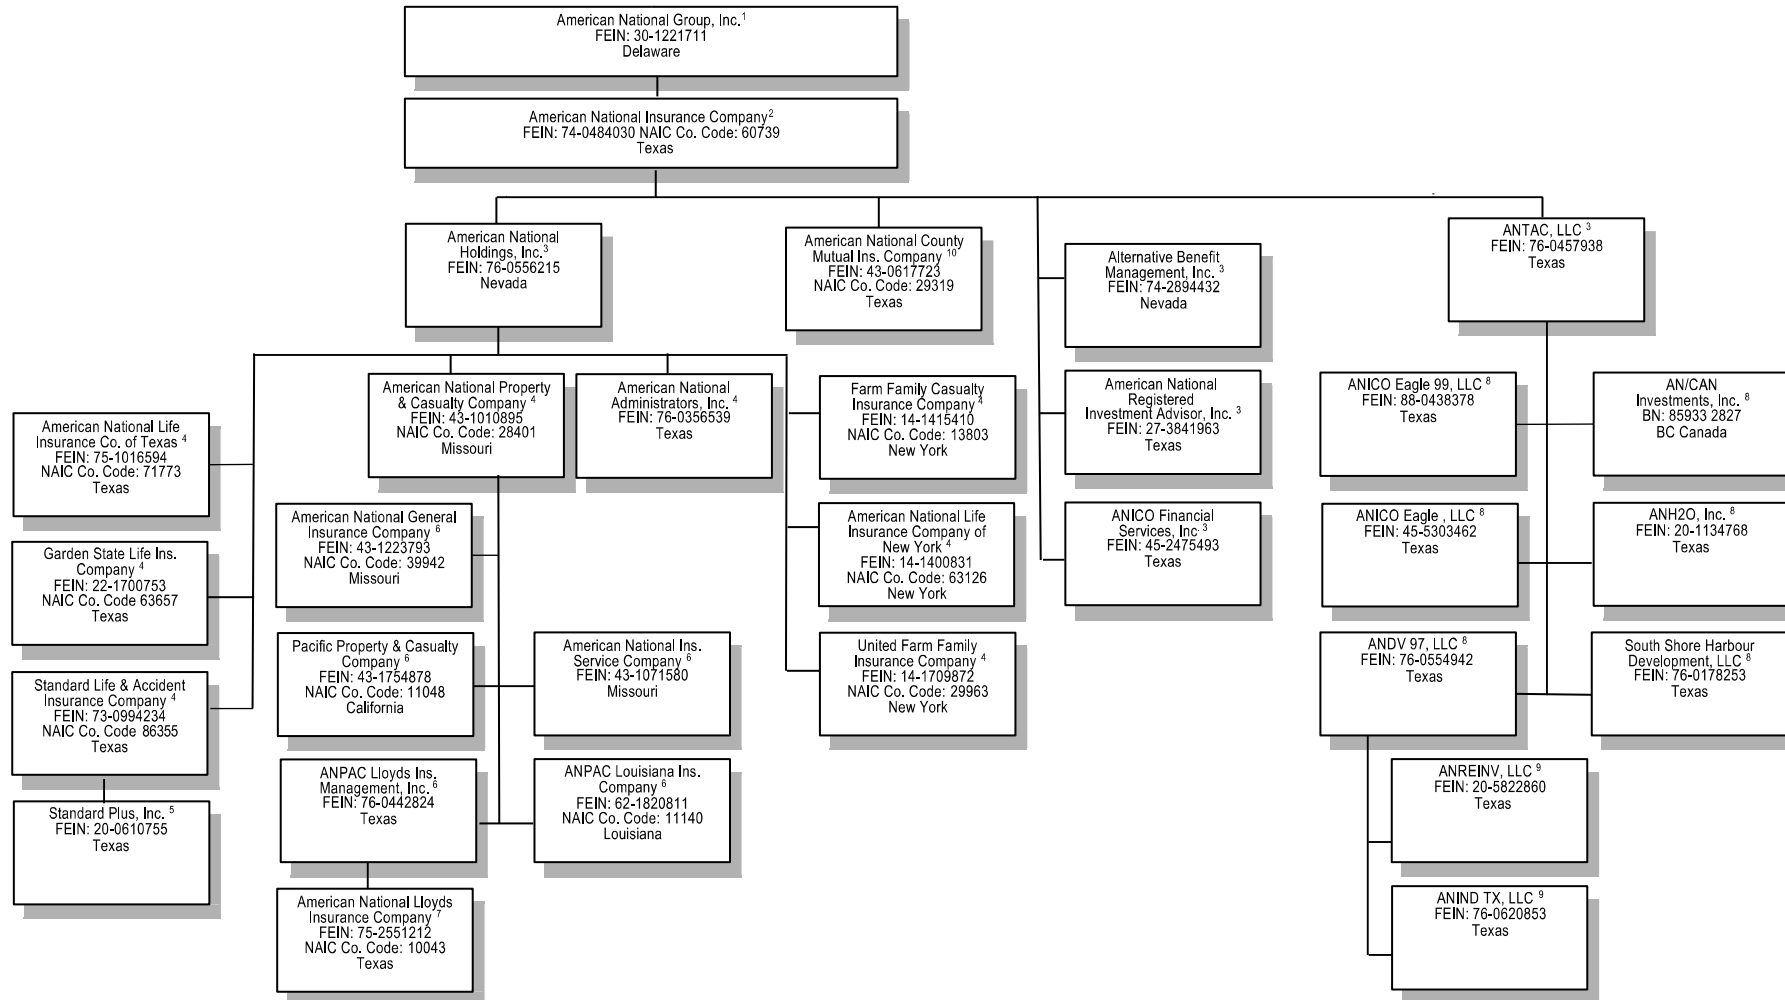 American National Group, Inc.1
FEIN: 30-1221711
Delaware
American National Insurance Company2
FEIN: 74-0484030 NAIC Co. Code: 60739
Texas
American National
Holdings, Inc.3
FEIN: 76-0556215
Nevada
American National County
Mutual Ins. Company 10
FEIN: 43-0617723
NAIC Co. Code: 29319
Texas
Alternative Benefit
Management, Inc. 3
FEIN: 74-2894432
Nevada
ANTAC, LLC 3
FEIN: 76-0457938
Texas
American National Life
Insurance Co. of Texas 4
FEIN: 75-1016594
NAIC Co. Code: 71773
Texas
American National Property
& Casualty Company 4
FEIN: 43-1010895
NAIC Co. Code: 28401
Missouri
American National
Administrators, Inc. 4
FEIN: 76-0356539
Texas
Farm Family Casualty
Insurance Company 4
FEIN: 14-1415410
NAIC Co. Code: 13803
New York
American National
Registered
Investment Advisor, Inc. 3
FEIN: 27-3841963
Texas
ANICO Eagle 99, LLC 8
FEIN: 88-0438378
Texas
AN/CAN
Investments, Inc. 8
BN: 85933 2827
BC Canada
Garden State Life Ins.
Company 4
FEIN: 22-1700753
NAIC Co. Code 63657
Texas
American National General
Insurance Company 6
FEIN: 43-1223793
NAIC Co. Code: 39942
Missouri
American National Life
Insurance Company of
New York 4
FEIN: 14-1400831
NAIC Co. Code: 63126
New York
ANICO Financial
Services, Inc 3
FEIN: 45-2475493
Texas
ANICO Eagle , LLC 8
FEIN: 45-5303462
Texas
ANH2O, Inc. 8
FEIN: 20-1134768
Texas
Standard Life & Accident
Insurance Company 4
FEIN: 73-0994234
NAIC Co. Code 86355
Texas
Pacific Property & Casualty
Company 6
FEIN: 43-1754878
NAIC Co. Code: 11048
California
American National Ins.
Service Company 6
FEIN: 43-1071580
Missouri
United Farm Family
Insurance Company 4
FEIN: 14-1709872
NAIC Co. Code: 29963
New York
ANDV 97, LLC 8
FEIN: 76-0554942
Texas
South Shore Harbour
Development, LLC 8
FEIN: 76-0178253
Texas
Standard Plus, Inc. 5
FEIN: 20-0610755
Texas
ANPAC Lloyds Ins.
Management, Inc. 6
FEIN: 76-0442824
Texas
ANPAC Louisiana Ins.
Company 6
FEIN: 62-1820811
NAIC Co. Code: 11140
Louisiana
ANREINV, LLC 9
FEIN: 20-5822860
Texas
American National Lloyds
Insurance Company 7
FEIN: 75-2551212
NAIC Co. Code: 10043
Texas
ANIND TX, LLC 9
FEIN: 76-0620853
Texas